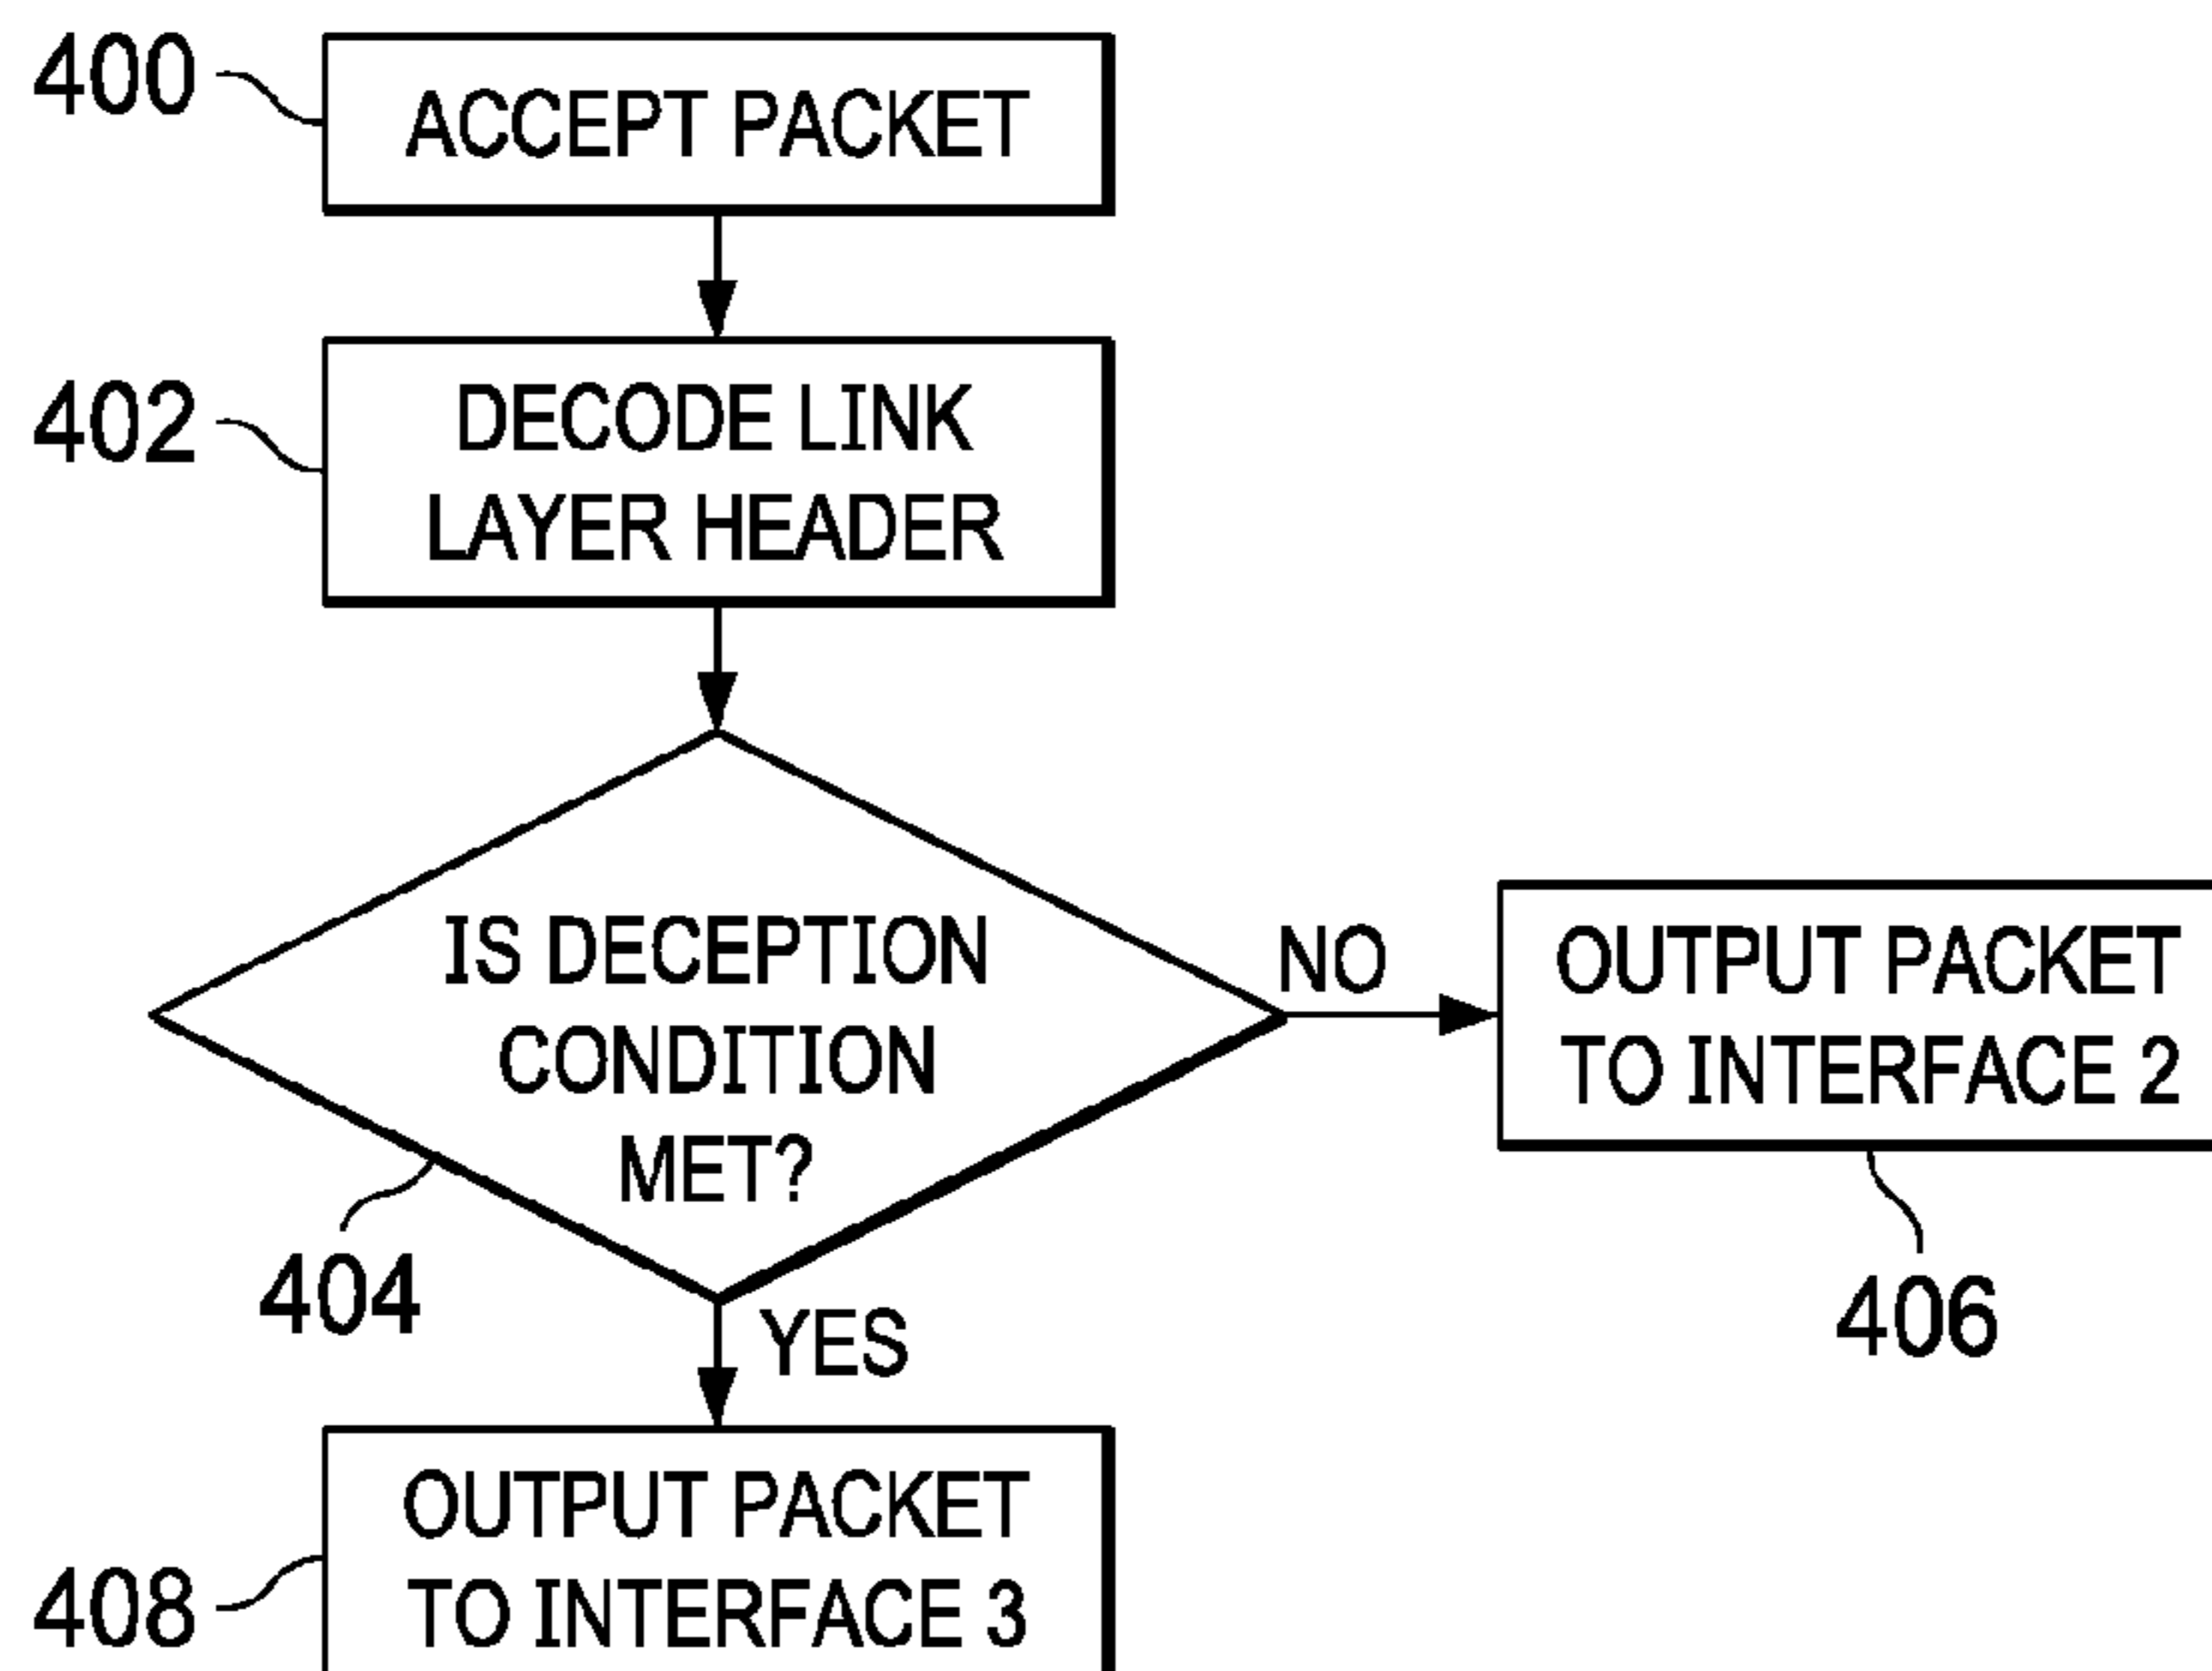 400
ACCEPT PACKET
402
DECODE LINK
LAYER HEADER
IS DECEPTION
CONDITION
MET?
404
NO
OUTPUT PACKET
TO INTERFACE 2
406
YES
OUTPUT PACKET
TO INTERFACE 3
408